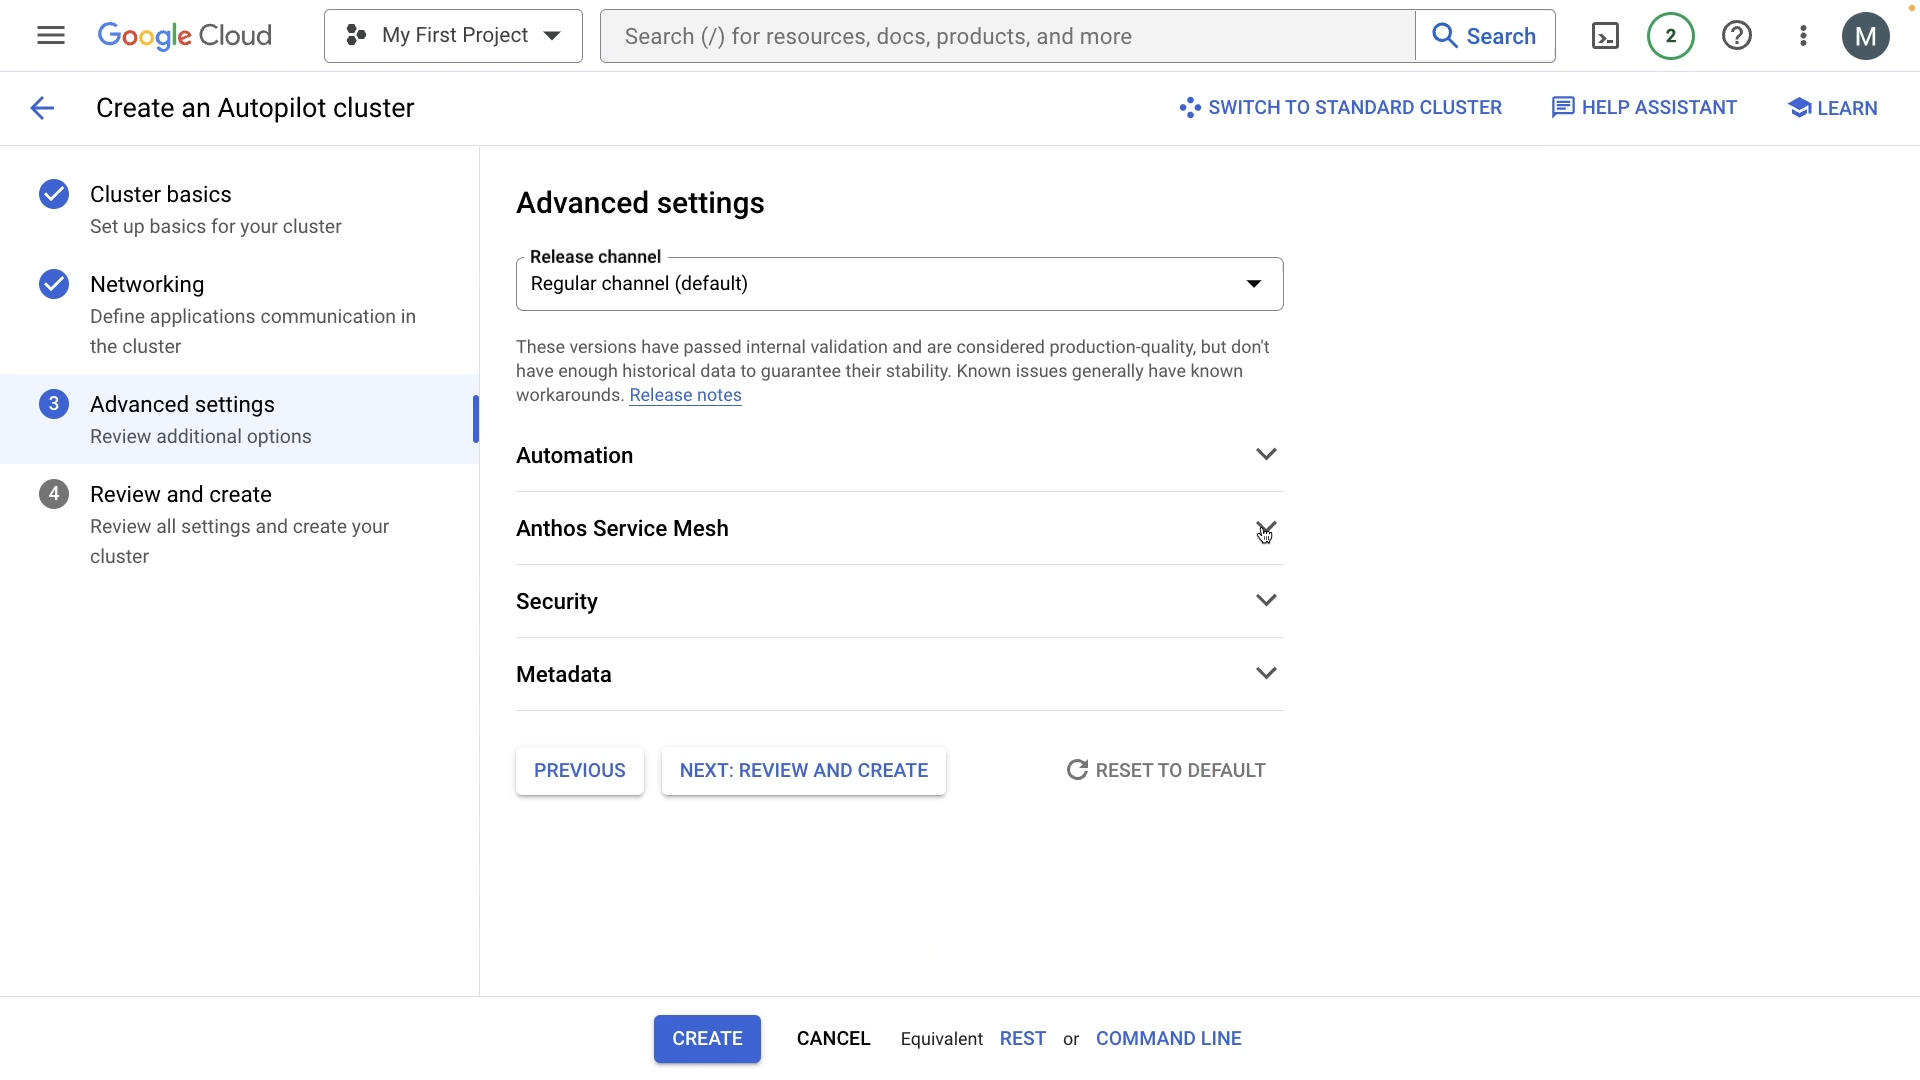 Google Cloud
My First Project
Search (/) for resources, docs, products, and more
Search
2
M
Create an Autopilot cluster
SWITCH TO STANDARD CLUSTER
HELP ASSISTANT
LEARN
Cluster basics
Set up basics for your cluster
Networking
Define applications communication in
the cluster
3
Advanced settings
Review additional options
4
Review and create
Review all settings and create your
cluster
Advanced settings
Release channel
Regular channel (default)
These versions have passed internal validation and are considered production-quality, but don't
have enough historical data to guarantee their stability. Known issues generally have known
workarounds. Release notes
Automation
Anthos Service Mesh
Security
Metadata
PREVIOUS
NEXT: REVIEW AND CREATE
RESET TO DEFAULT
CREATE
CANCEL
Equivalent REST or COMMAND LINE